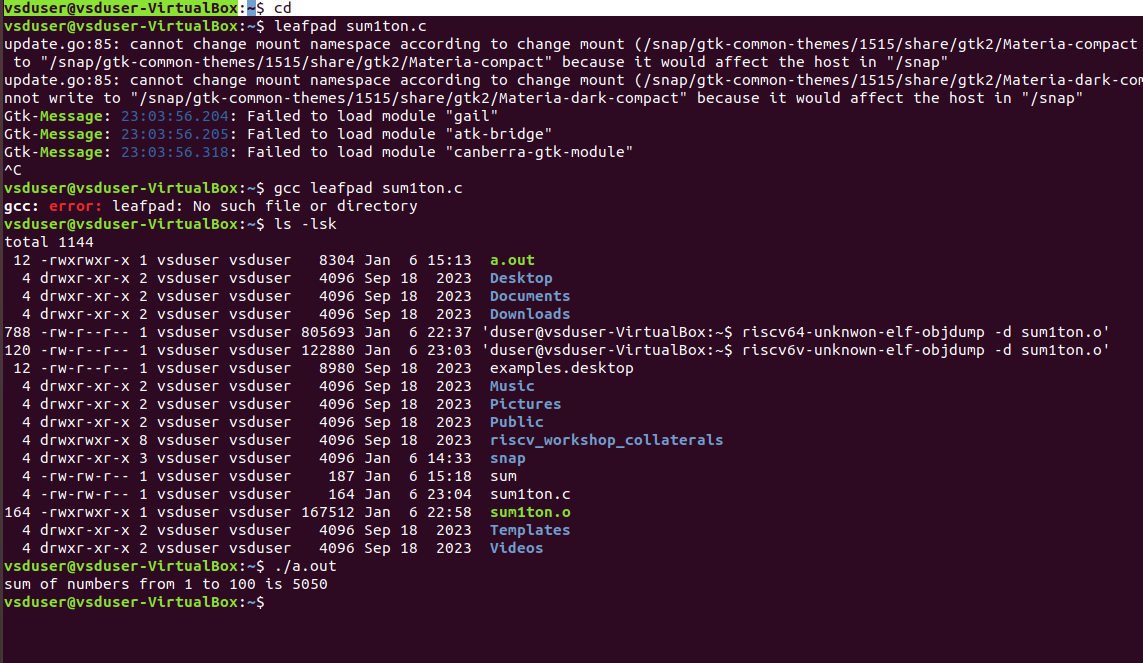 vsduser@vsduser-VirtualBox:~$ cd
vsduser@vsduser-VirtualBox:~$ leafpad sum1ton.c
update.go:85: cannot change mount namespace according to change mount (/snap/gtk-common-themes/1515/share/gtk2/Materia-compact
 to "/snap/gtk-common-themes/1515/share/gtk2/Materia-compact" because it would affect the host in "/snap"
update.go:85: cannot change mount namespace according to change mount (/snap/gtk-common-themes/1515/share/gtk2/Materia-dark-com
nnot write to "/snap/gtk-common-themes/1515/share/gtk2/Materia-dark-compact" because it would affect the host in "/snap"
Gtk-Message: 23:03:56.204: Failed to load module "gail"
Gtk-Message: 23:03:56.205: Failed to load module "atk-bridge"
Gtk-Message: 23:03:56.318: Failed to load module "canberra-gtk-module"
^C
vsduser@vsduser-VirtualBox:~$ gcc leafpad sum1ton.c
gcc: error: leafpad: No such file or directory
vsduser@vsduser-VirtualBox:~$ ls -lsk
total 1144
 12 -rwxrwxr-x 1 vsduser vsduser   8304 Jan  6 15:13  a.out
  4 drwxr-xr-x 2 vsduser vsduser   4096 Sep 18  2023  Desktop
  4 drwxr-xr-x 2 vsduser vsduser   4096 Sep 18  2023  Documents
  4 drwxr-xr-x 2 vsduser vsduser   4096 Sep 18  2023  Downloads
788 -rw-r--r-- 1 vsduser vsduser 805693 Jan  6 22:37 'duser@vsduser-VirtualBox:~$ riscv64-unknwon-elf-objdump -d sum1ton.o'
120 -rw-r--r-- 1 vsduser vsduser 122880 Jan  6 23:03 'duser@vsduser-VirtualBox:~$ riscv6v-unknown-elf-objdump -d sum1ton.o'
 12 -rw-r--r-- 1 vsduser vsduser   8980 Sep 18  2023  examples.desktop
  4 drwxr-xr-x 2 vsduser vsduser   4096 Sep 18  2023  Music
  4 drwxr-xr-x 2 vsduser vsduser   4096 Sep 18  2023  Pictures
  4 drwxr-xr-x 2 vsduser vsduser   4096 Sep 18  2023  Public
  4 drwxrwxr-x 8 vsduser vsduser   4096 Sep 18  2023  riscv_workshop_collaterals
  4 drwxr-xr-x 3 vsduser vsduser   4096 Jan  6 14:33  snap
  4 -rw-rw-r-- 1 vsduser vsduser    187 Jan  6 15:18  sum
  4 -rw-rw-r-- 1 vsduser vsduser    164 Jan  6 23:04  sum1ton.c
164 -rwxrwxr-x 1 vsduser vsduser 167512 Jan  6 22:58  sum1ton.o
  4 drwxr-xr-x 2 vsduser vsduser   4096 Sep 18  2023  Templates
  4 drwxr-xr-x 2 vsduser vsduser   4096 Sep 18  2023  Videos
vsduser@vsduser-VirtualBox:~$ ./a.out
sum of numbers from 1 to 100 is 5050
vsduser@vsduser-VirtualBox:~$